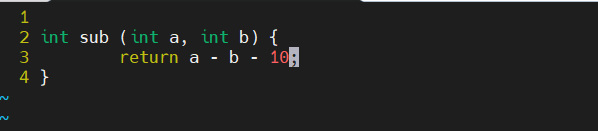 1
2 int sub (int a, int b) {
3         return a - b - 10;
4 }
~
~